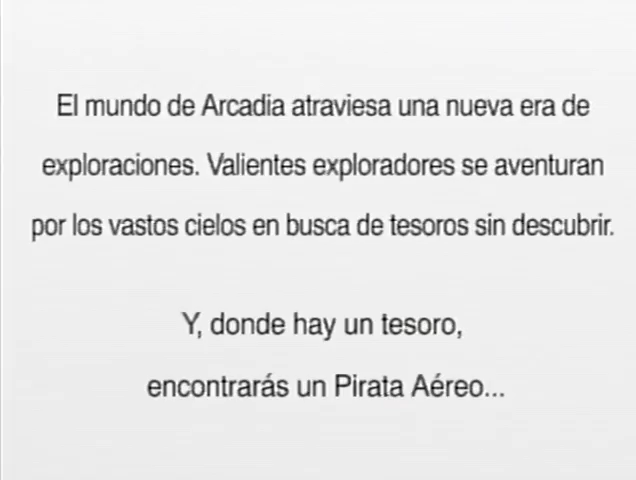 El mundo de Arcadia atraviesa una nueva era de
exploraciones. Valientes exploradores se aventuran
por los vastos cielos en busca de tesoros sin descubrir.
Y, donde hay un tesoro,
encontrarás un Pirata Aéreo...